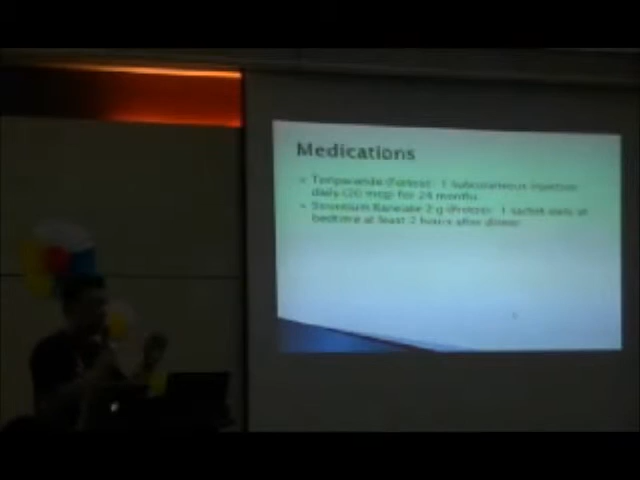 Medications
Teriparatide (Forteo): 1 subcutaneous injection
daily (20 mcg) for 24 months
Strontium Ranelate 2 g (Protos): 1 sachet daily at
bedtime at least 2 hours after dinner